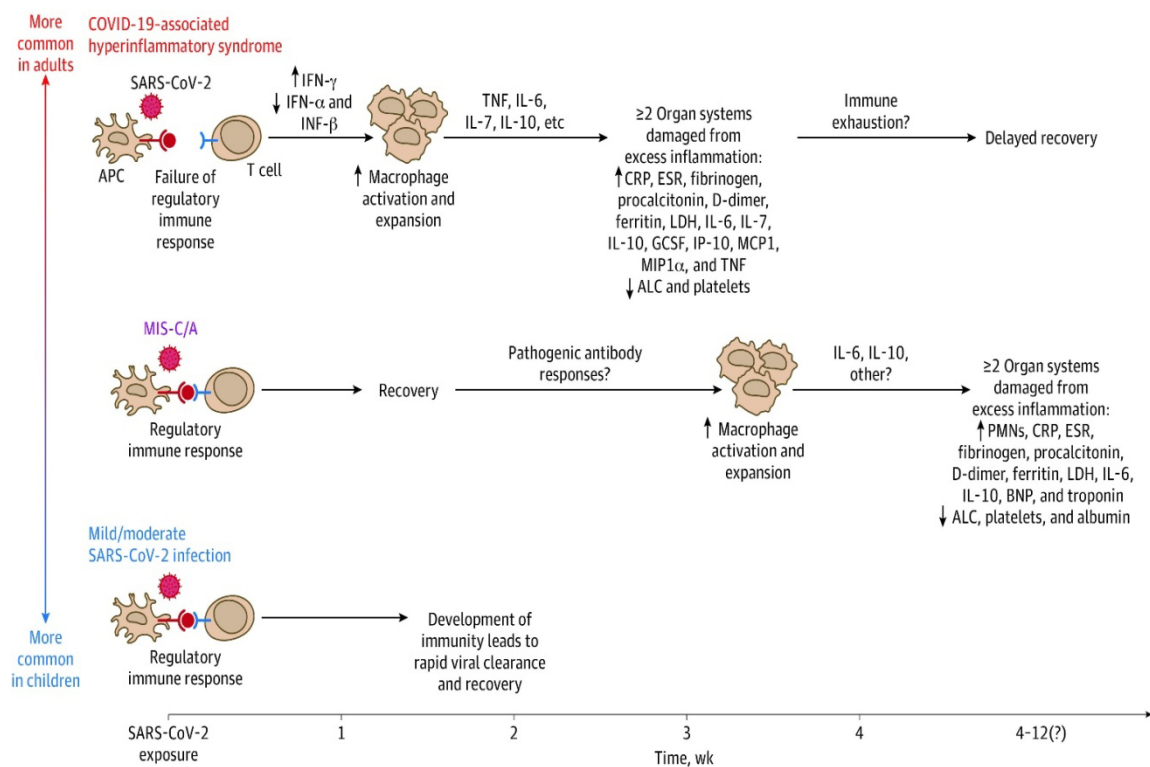 More
common
in adults
COVID-19-associated
hyperinflammatory syndrome
SARS-CoV-2
APC
T cell
Failure of
regulatory
immune
response
↑ IFN-γ
↓ IFN-α and
INF-β
↑ Macrophage
activation and
expansion
TNF, IL-6,
IL-7, IL-10, etc
≥2 Organ systems
damaged from
excess inflammation:
↑ CRP, ESR, fibrinogen,
procalcitonin, D-dimer,
ferritin, LDH, IL-6, IL-7,
IL-10, GCSF, IP-10, MCP1,
MIP1α, and TNF
↓ ALC and platelets
Immune
exhaustion?
Delayed recovery
MIS-C/A
Regulatory
immune response
Recovery
Pathogenic antibody
responses?
↑ Macrophage
activation and
expansion
IL-6, IL-10,
other?
≥2 Organ systems
damaged from
excess inflammation:
↑ PMNs, CRP, ESR,
fibrinogen, procalcitonin,
D-dimer, ferritin, LDH, IL-6,
IL-10, BNP, and troponin
↓ ALC, platelets, and albumin
Mild/moderate
SARS-CoV-2 infection
Regulatory
immune response
Development of
immunity leads to
rapid viral clearance
and recovery
More
common
in children
SARS-CoV-2
exposure
1
2
3
4
4-12(?)
Time, wk